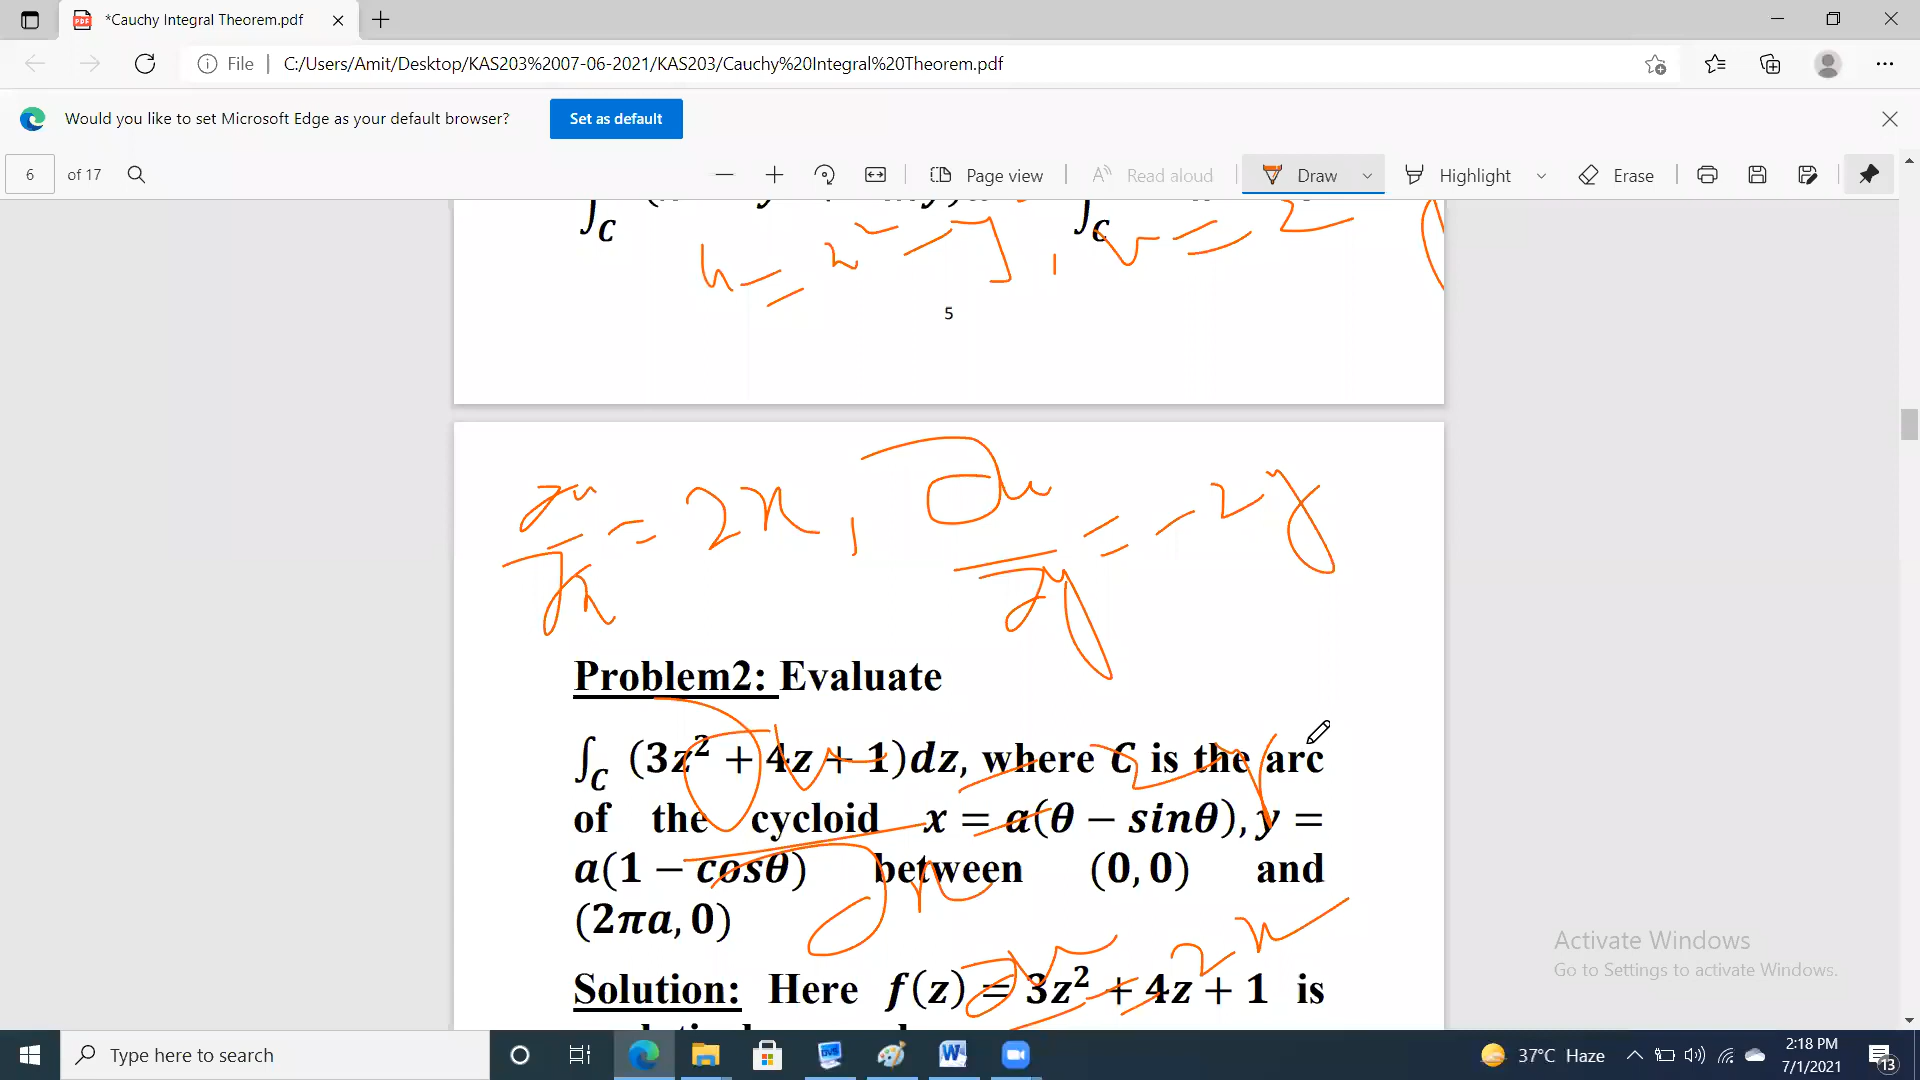 *Cauchy Integral Theorem.pdf
File | C:/Users/Amit/Desktop/KAS203%2007-06-2021/KAS203/Cauchy%20Integral%20Theorem.pdf
Would you like to set Microsoft Edge as your default browser? Set as default
6 of 17 Page view Read aloud Draw Highlight Erase
5
∂u/∂x = 2x, ∂u/∂y = -2y
Problem2: Evaluate
∫C (3z² + 4z + 1)dz, where C is the arc
of the cycloid x = a(θ − sinθ), y =
a(1 − cosθ) between (0, 0) and
(2πa, 0)
∂v/∂x = 2y
Solution: Here f(z) = 3z² + 4z + 1 is
Activate Windows
Go to Settings to activate Windows.
Type here to search
37°C Haze
2:18 PM
7/1/2021
13